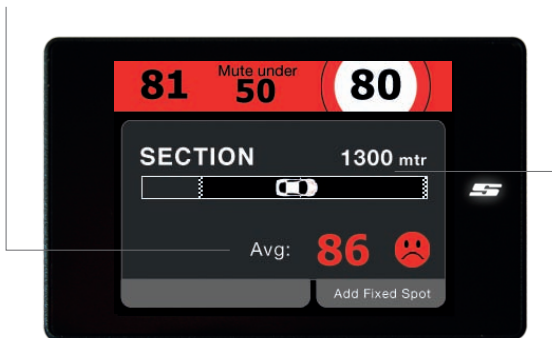 81 Mute under 50 80
SECTION 1300 mtr
Avg: 86
Add Fixed Spot